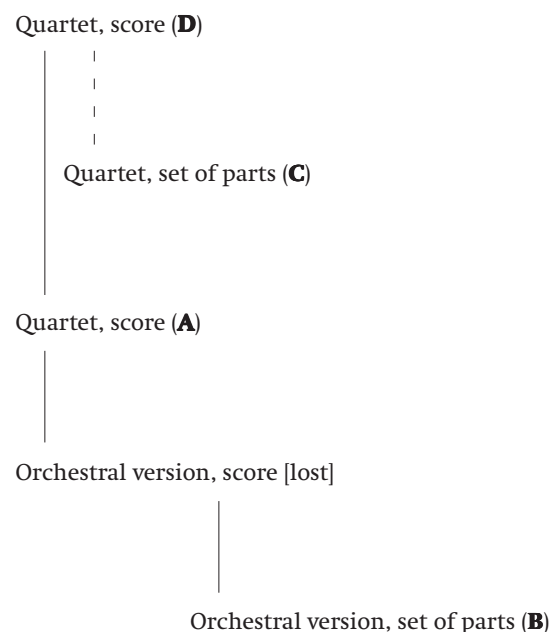 Quartet, score (D)
Quartet, set of parts (C)
Quartet, score (A)
Orchestral version, score [lost]
Orchestral version, set of parts (B)